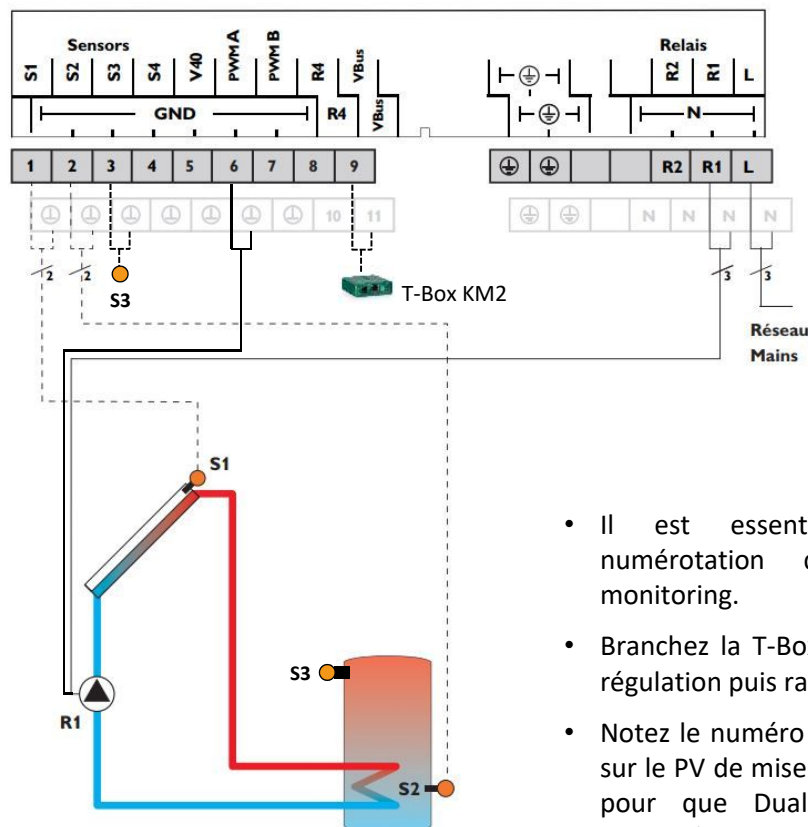 Sensors
Relais
S1 S2 S3 S4 V40 PWM A PWM B R4 VBus
R2 R1 L
GND R4 VBus
N
1 2 3 4 5 6 7 8 9
R2 R1 L
10 11
N N N N
2 2
3 3
S3
T-Box KM2
Réseau
Mains
S1
• Il est essent
numérotation
monitoring.
• Branchez la T-Box
régulation puis ra
S3
R1
• Notez le numéro
sur le PV de mise
S2
pour que Dual